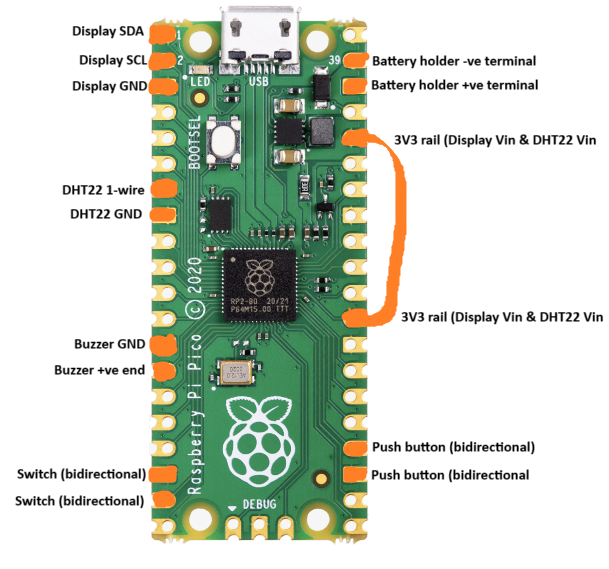 Display SDA
1
Display SCL
2
39
Battery holder -ve terminal
Display GND
LED
USB
Battery holder +ve terminal
BOOTSEL
3V3 rail (Display Vin & DHT22 Vin
DHT22 1-wire
DHT22 GND
RP2-B0 20/21
P64M15.00 TTT
3V3 rail (Display Vin & DHT22 Vin
Raspberry Pi Pico © 2020
Buzzer GND
Buzzer +ve end
Push button (bidirectional)
Switch (bidirectional)
Push button (bidirectional
Switch (bidirectional)
DEBUG